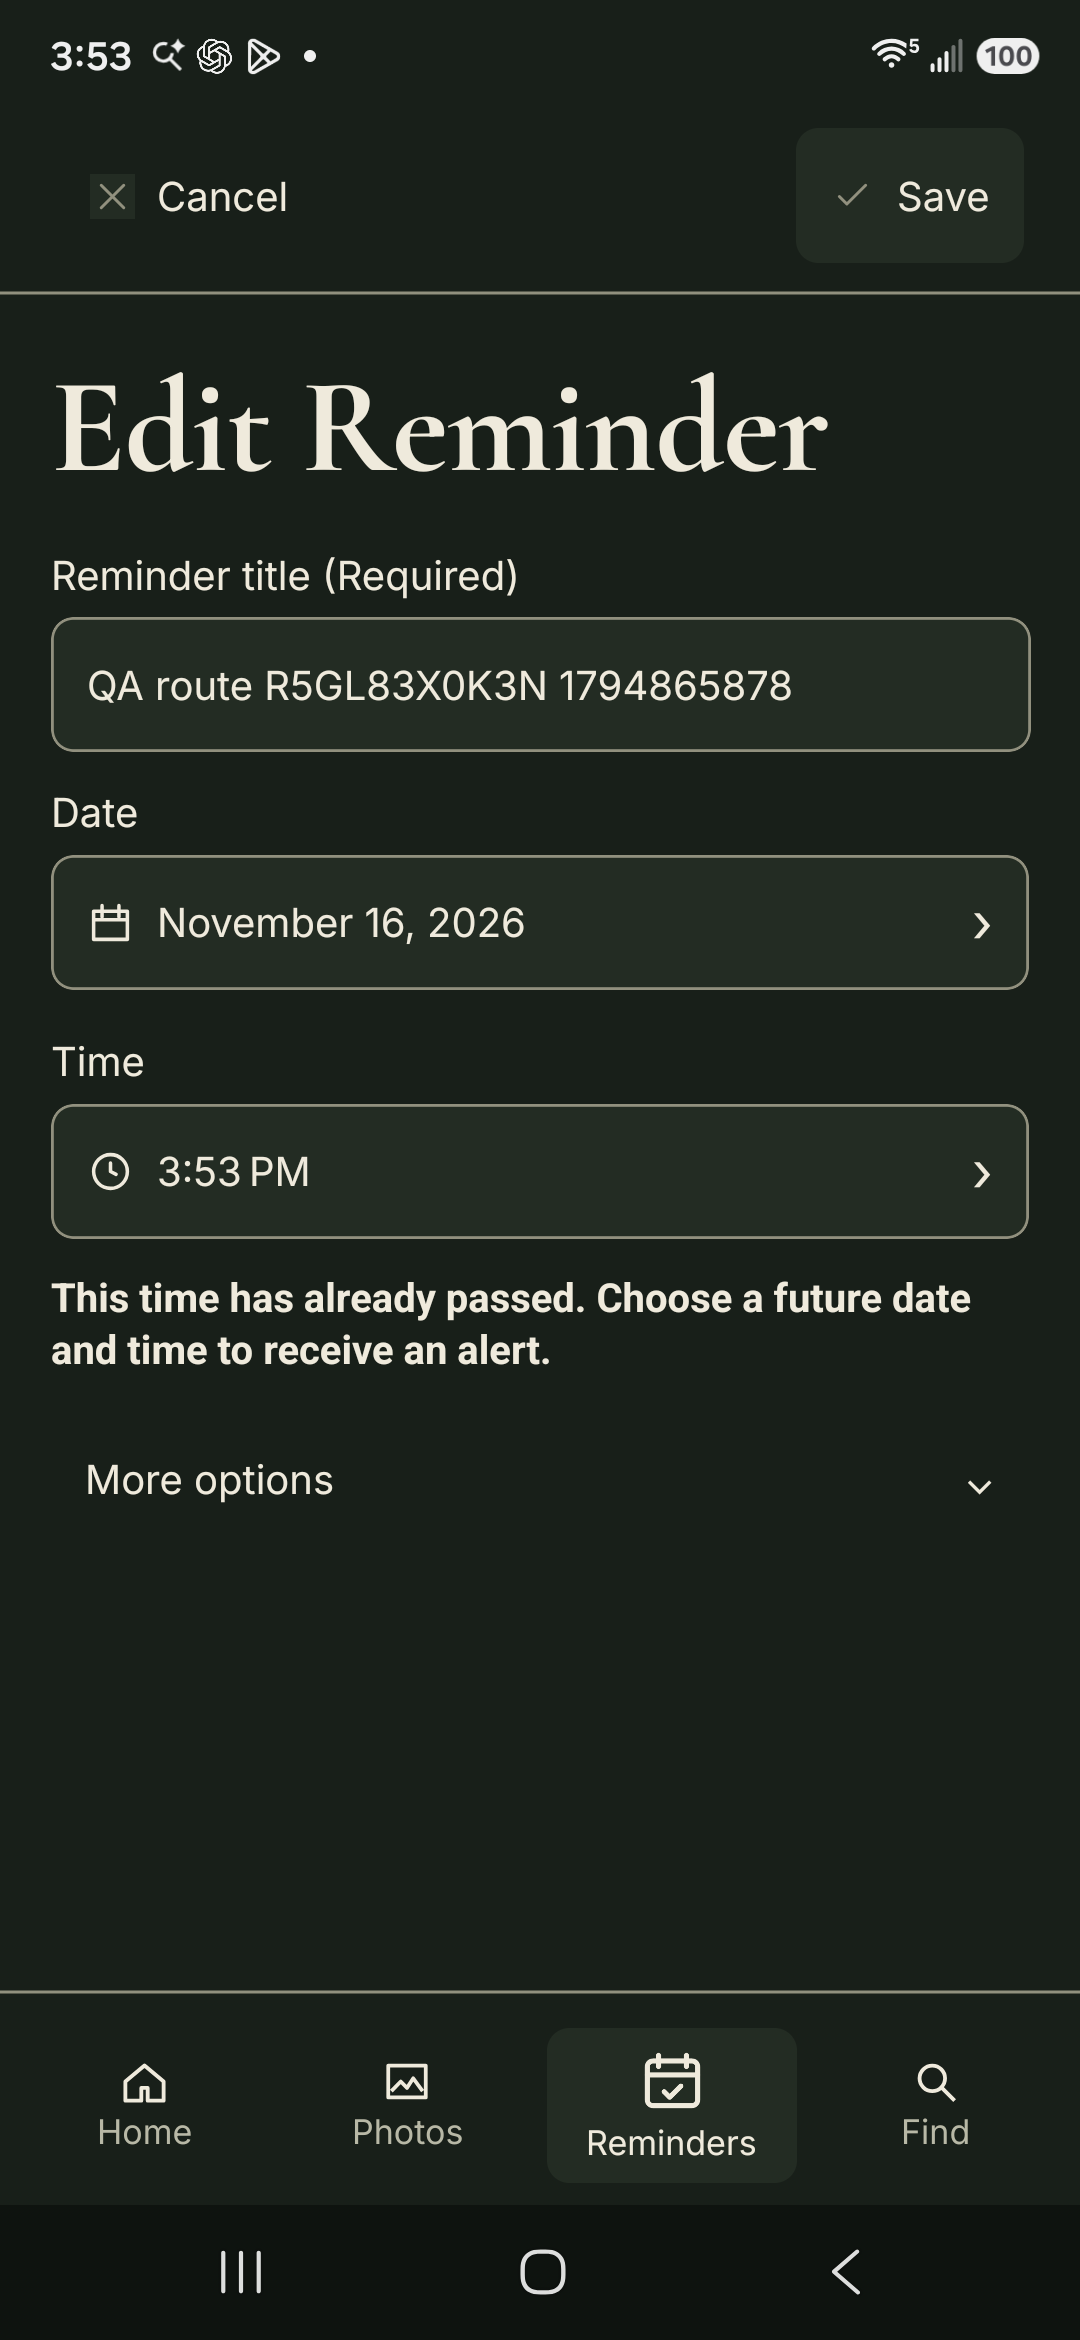 3:53
5
100
Cancel
Save
Edit Reminder
Reminder title (Required)
QA route R5GL83X0K3N 1794865878
Date
November 16, 2026
Time
3:53 PM
This time has already passed. Choose a future date
and time to receive an alert.
More options
Home
Photos
Reminders
Find